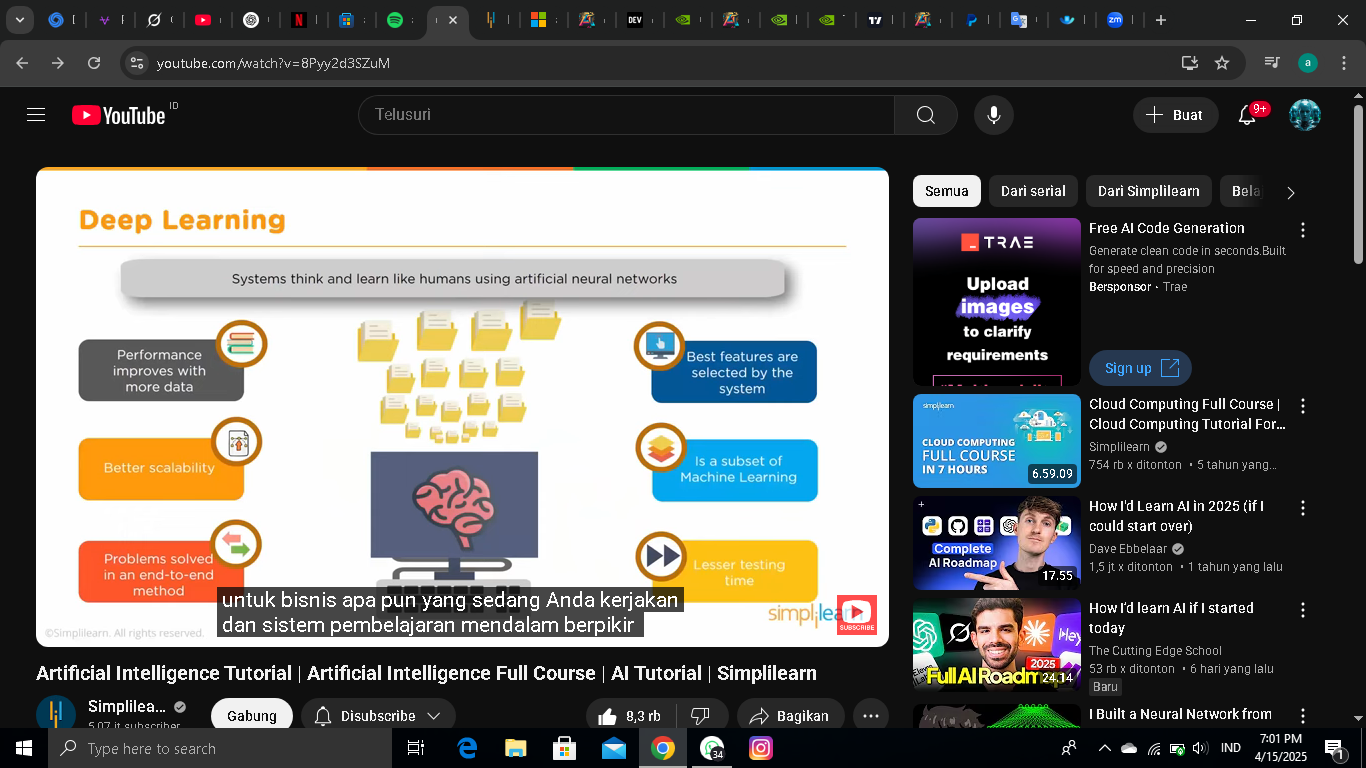 youtube.com/watch?v=8Pyy2d3SZuM
a
YouTube ID
Telusuri
Buat
9+
Deep Learning
Systems think and learn like humans using artificial neural networks
Performance
improves with
more data
Best features are
selected by the
system
Better scalability
Is a subset of
Machine Learning
Problems solved
in an end-to-end
method
Lesser testing
time
untuk bisnis apa pun yang sedang Anda kerjakan
dan sistem pembelajaran mendalam berpikir
©Simplilearn. All rights reserved.
SUBSCRIBE
Artificial Intelligence Tutorial | Artificial Intelligence Full Course | AI Tutorial | Simplilearn
Simplilea...
5,07 jt subscriber
Gabung
Disubscribe
8,3 rb
Bagikan
Semua
Dari serial
Dari Simplilearn
Bela
TRAE
Upload
images
to clarify
requirements
Free AI Code Generation
Generate clean code in seconds.Built
for speed and precision
Bersponsor · Trae
Sign up
simplilearn
CLOUD COMPUTING
FULL COURSE
IN 7 HOURS
6.59.09
Cloud Computing Full Course |
Cloud Computing Tutorial For...
Simplilearn
754 rb x ditonton • 5 tahun yang...
Complete
AI Roadmap
17.55
How I'd Learn AI in 2025 (if I
could start over)
Dave Ebbelaar
1,5 jt x ditonton • 1 tahun yang lalu
2025
Full AI Roadm
24.14
How I'd learn AI if I started
today
The Cutting Edge School
53 rb x ditonton • 6 hari yang lalu
Baru
I Built a Neural Network from
Type here to search
34
IND
7:01 PM
4/15/2025
1